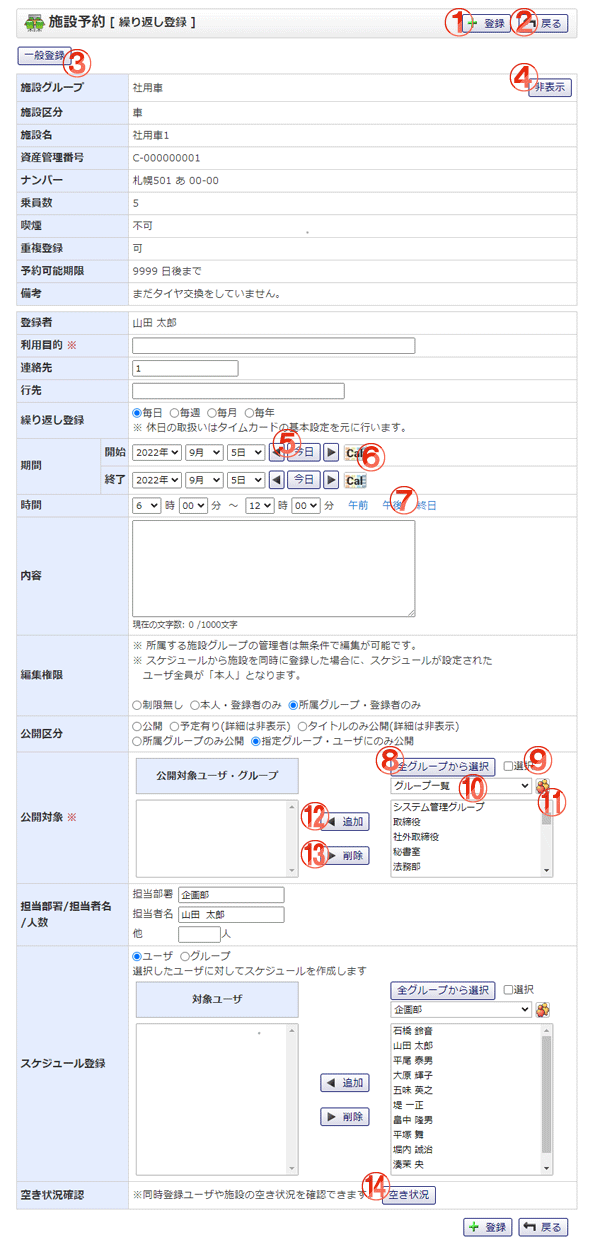 施設予約 [ 繰り返し登録 ] ① 登録 ② 戻る
一般登録 ③
施設グループ 社用車 ④ 非表示
施設区分 車
施設名 社用車1
資産管理番号 C-000000001
ナンバー 札幌501 あ 00-00
乗員数 5
喫煙 不可
重複登録 可
予約可能期限 9999 日後まで
備考 まだタイヤ交換をしていません。
登録者 山田 太郎
利用目的 ※
連絡先 1
行先
繰り返し登録 毎日 毎週 毎月 毎年
※ 休日の取扱いはタイムカードの基本設定を元に行います。
期間 開始 2022年 9月 5日 ⑤ 今日 Cal ⑥
終了 2022年 9月 5日 今日 Cal
時間 6 時 00 分 ～ 12 時 00 分 午前 午後 ⑦ 終日
内容
現在の文字数: 0 /1000文字
編集権限
※ 所属する施設グループの管理者は無条件で編集が可能です。
※ スケジュールから施設を同時に登録した場合に、スケジュールが設定された
ユーザ全員が「本人」となります。
制限無し 本人・登録者のみ 所属グループ・登録者のみ
公開区分 公開 予定有り(詳細は非表示) タイトルのみ公開(詳細は非表示)
所属グループのみ公開 指定グループ・ユーザにのみ公開
公開対象 ※
公開対象ユーザ・グループ
⑧ 全グループから選択 選択 ⑨
グループ一覧 ⑩ ⑪
⑫ 追加
⑬ 削除
システム管理グループ
取締役
社外取締役
秘書室
法務部
担当部署/担当者名
/人数
担当部署 企画部
担当者名 山田 太郎
他 人
スケジュール登録 ユーザ グループ
選択したユーザに対してスケジュールを作成します
対象ユーザ
全グループから選択 選択
企画部
追加
削除
石橋 鈴音
山田 太郎
平尾 泰男
大原 輝子
五味 英之
堤 一正
畠中 隆男
平塚 舞
堀内 誠治
湊茉 央
空き状況確認 ※同時登録ユーザや施設の空き状況を確認できます ⑭ 空き状況
登録 戻る